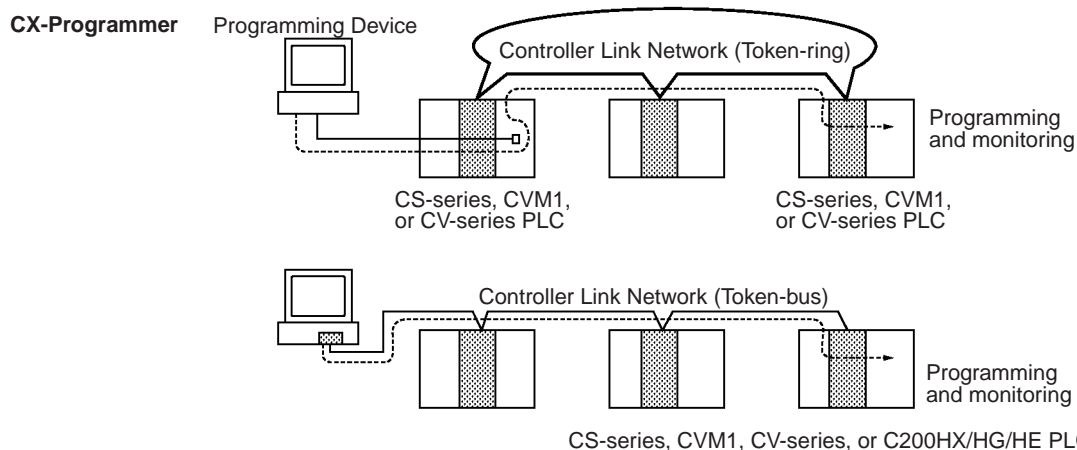 CX-Programmer
Programming Device
Controller Link Network (Token-ring)
Programming
and monitoring
CS-series, CVM1,
or CV-series PLC
CS-series, CVM1,
or CV-series PLC
Controller Link Network (Token-bus)
Programming
and monitoring
CS-series, CVM1, CV-series, or C200HX/HG/HE PLC